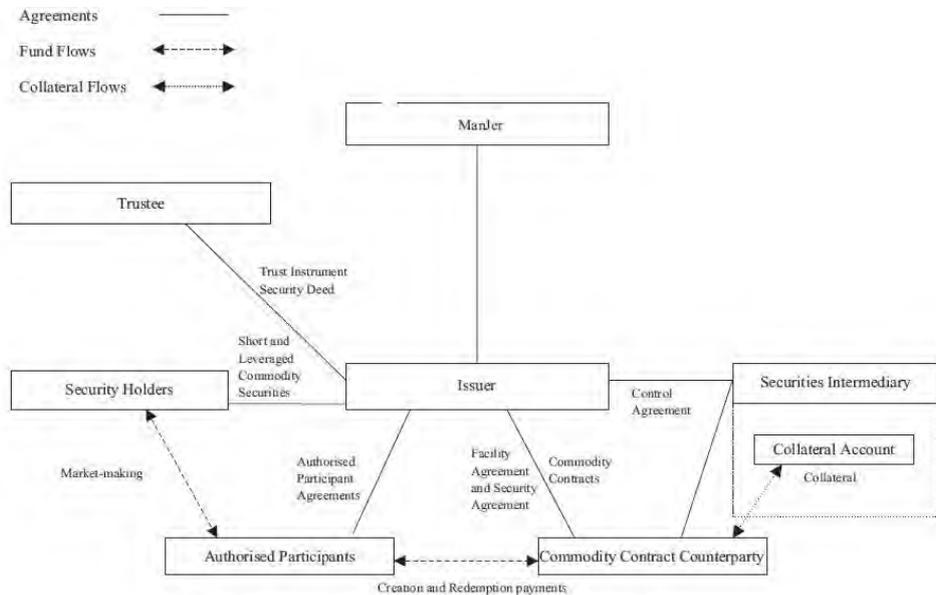 Agreements
Fund Flows
Collateral Flows
ManJer
Trustee
Trust Instrument
Security Deed
Short and
Leveraged
Commodity
Securities
Security Holders
Issuer
Securities Intermediary
Control
Agreement
Collateral Account
Collateral
Market-making
Authorised
Participant
Agreements
Facility
Agreement
and Security
Agreement
Commodity
Contracts
Authorised Participants
Commodity Contract Counterparty
Creation and Redemption payments